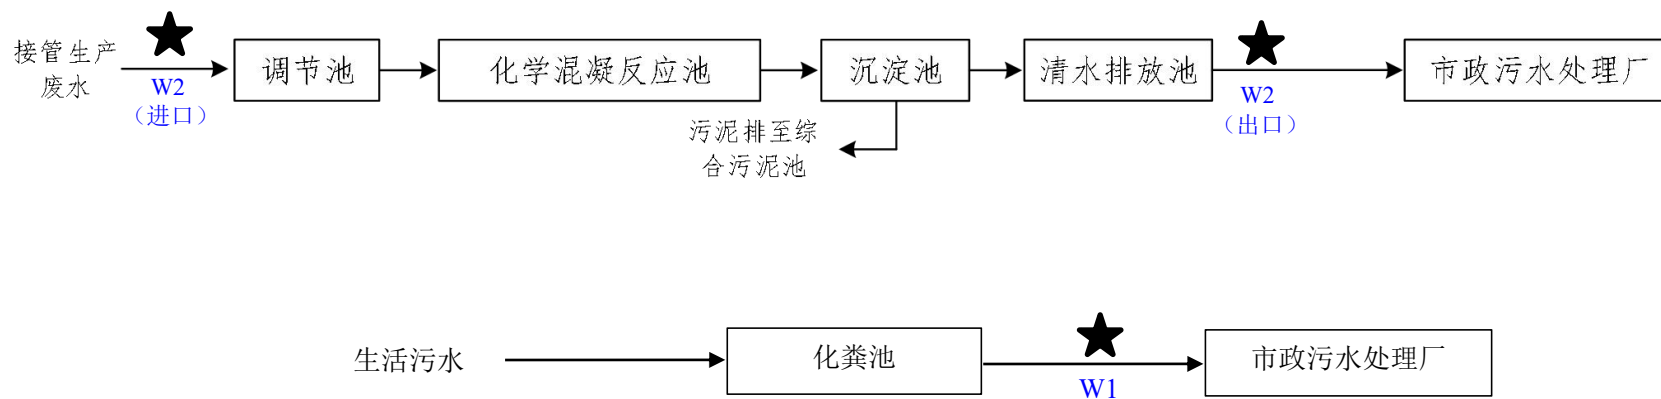 接管生产
废水
W2
（进口）
调节池
化学混凝反应池
沉淀池
清水排放池
W2
（出口）
市政污水处理厂
污泥排至综
合污泥池
生活污水
化粪池
W1
市政污水处理厂